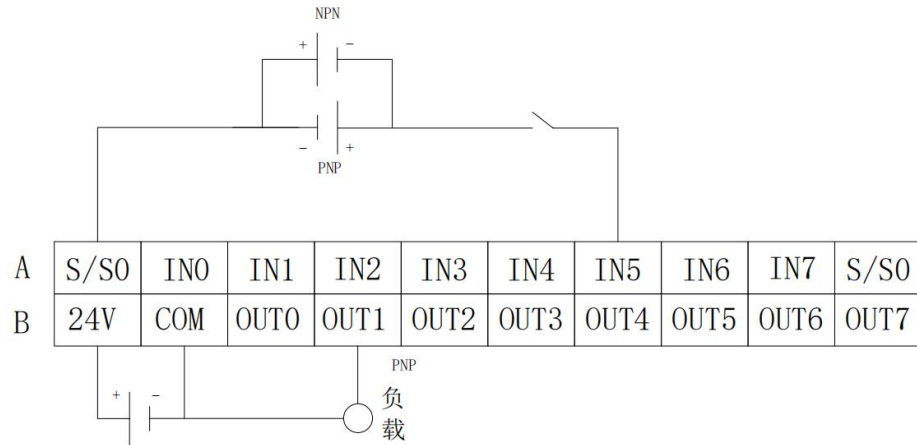 NPN
+ −
− +
PNP
A S/S0 IN0 IN1 IN2 IN3 IN4 IN5 IN6 IN7 S/S0
B 24V COM OUT0 OUT1 OUT2 OUT3 OUT4 OUT5 OUT6 OUT7
PNP
+ −
负
载